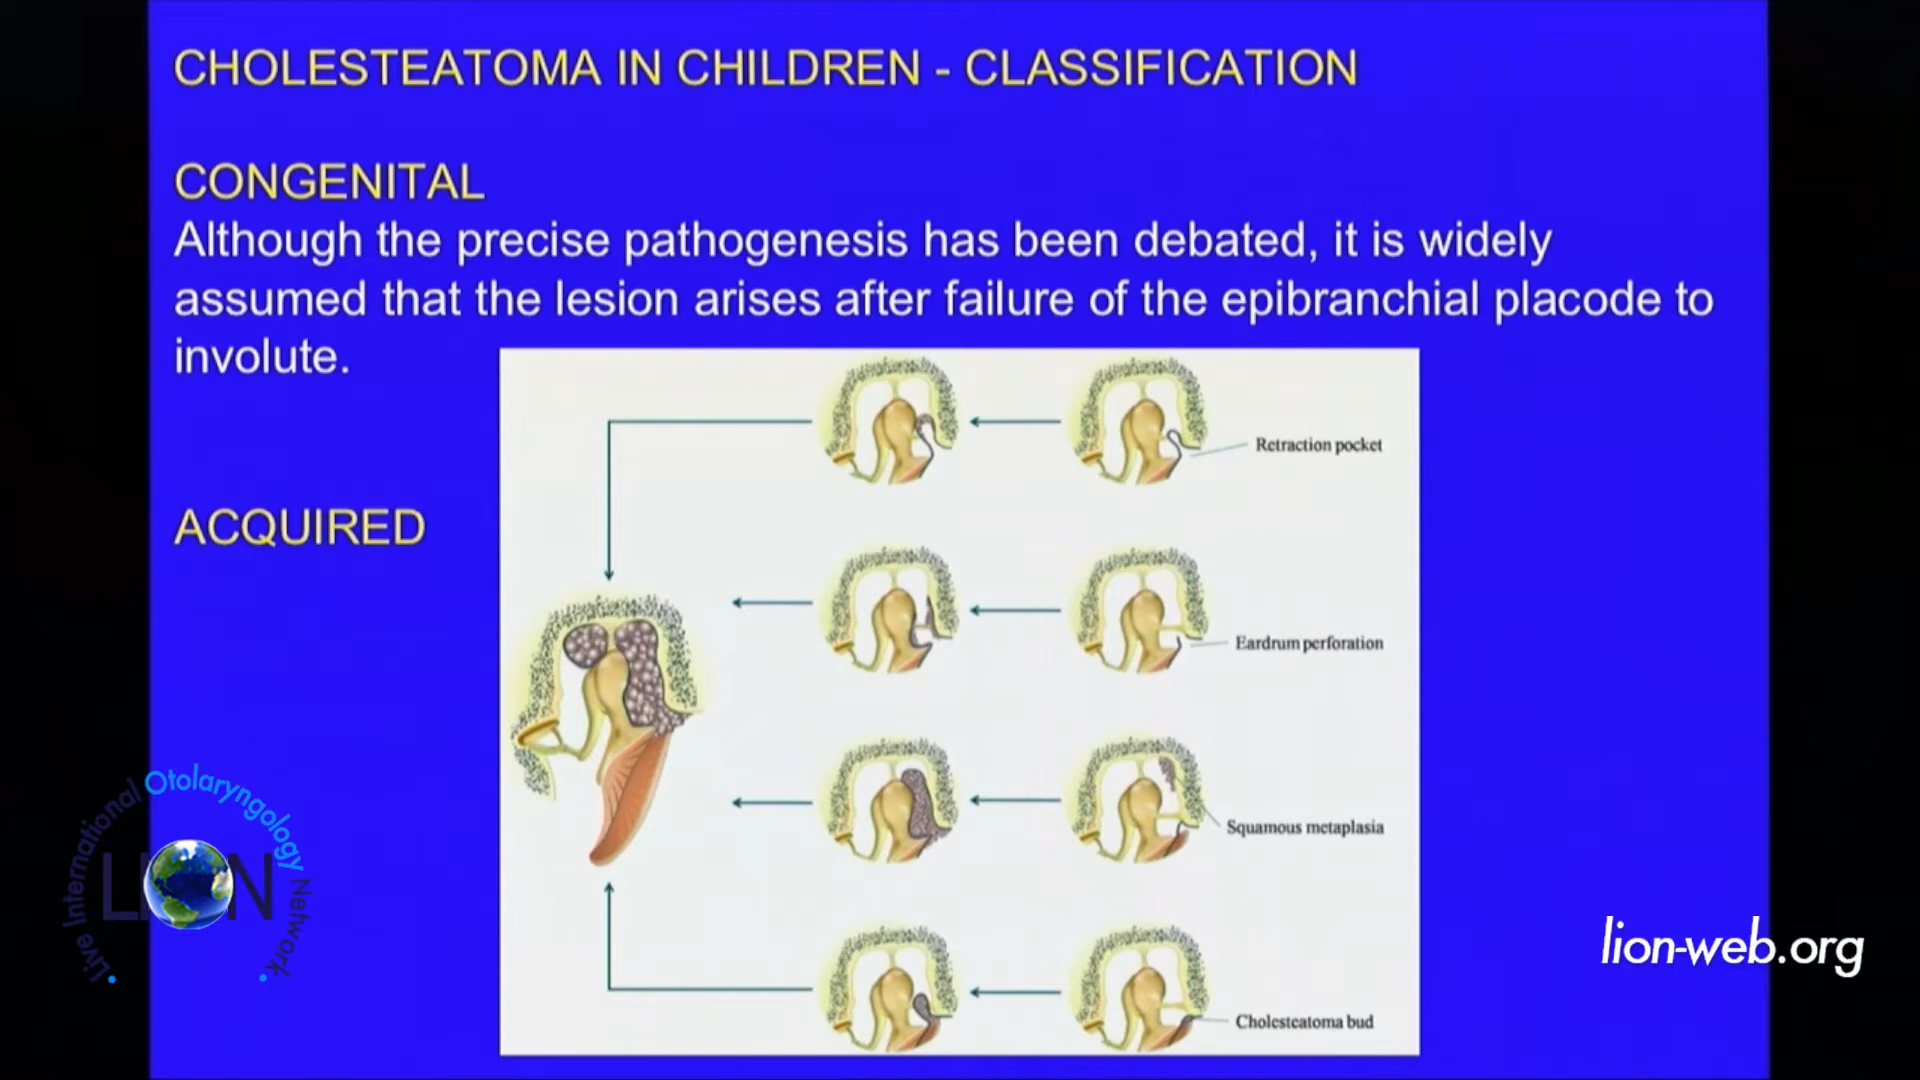 CHOLESTEATOMA IN CHILDREN - CLASSIFICATION
CONGENITAL
Although the precise pathogenesis has been debated, it is widely
assumed that the lesion arises after failure of the epibranchial placode to
involute.
Retraction pocket
ACQUIRED
Eardrum perforation
Squamous metaplasia
Cholesteatoma bud
Live International Otolaryngology Network
LION
lion-web.org